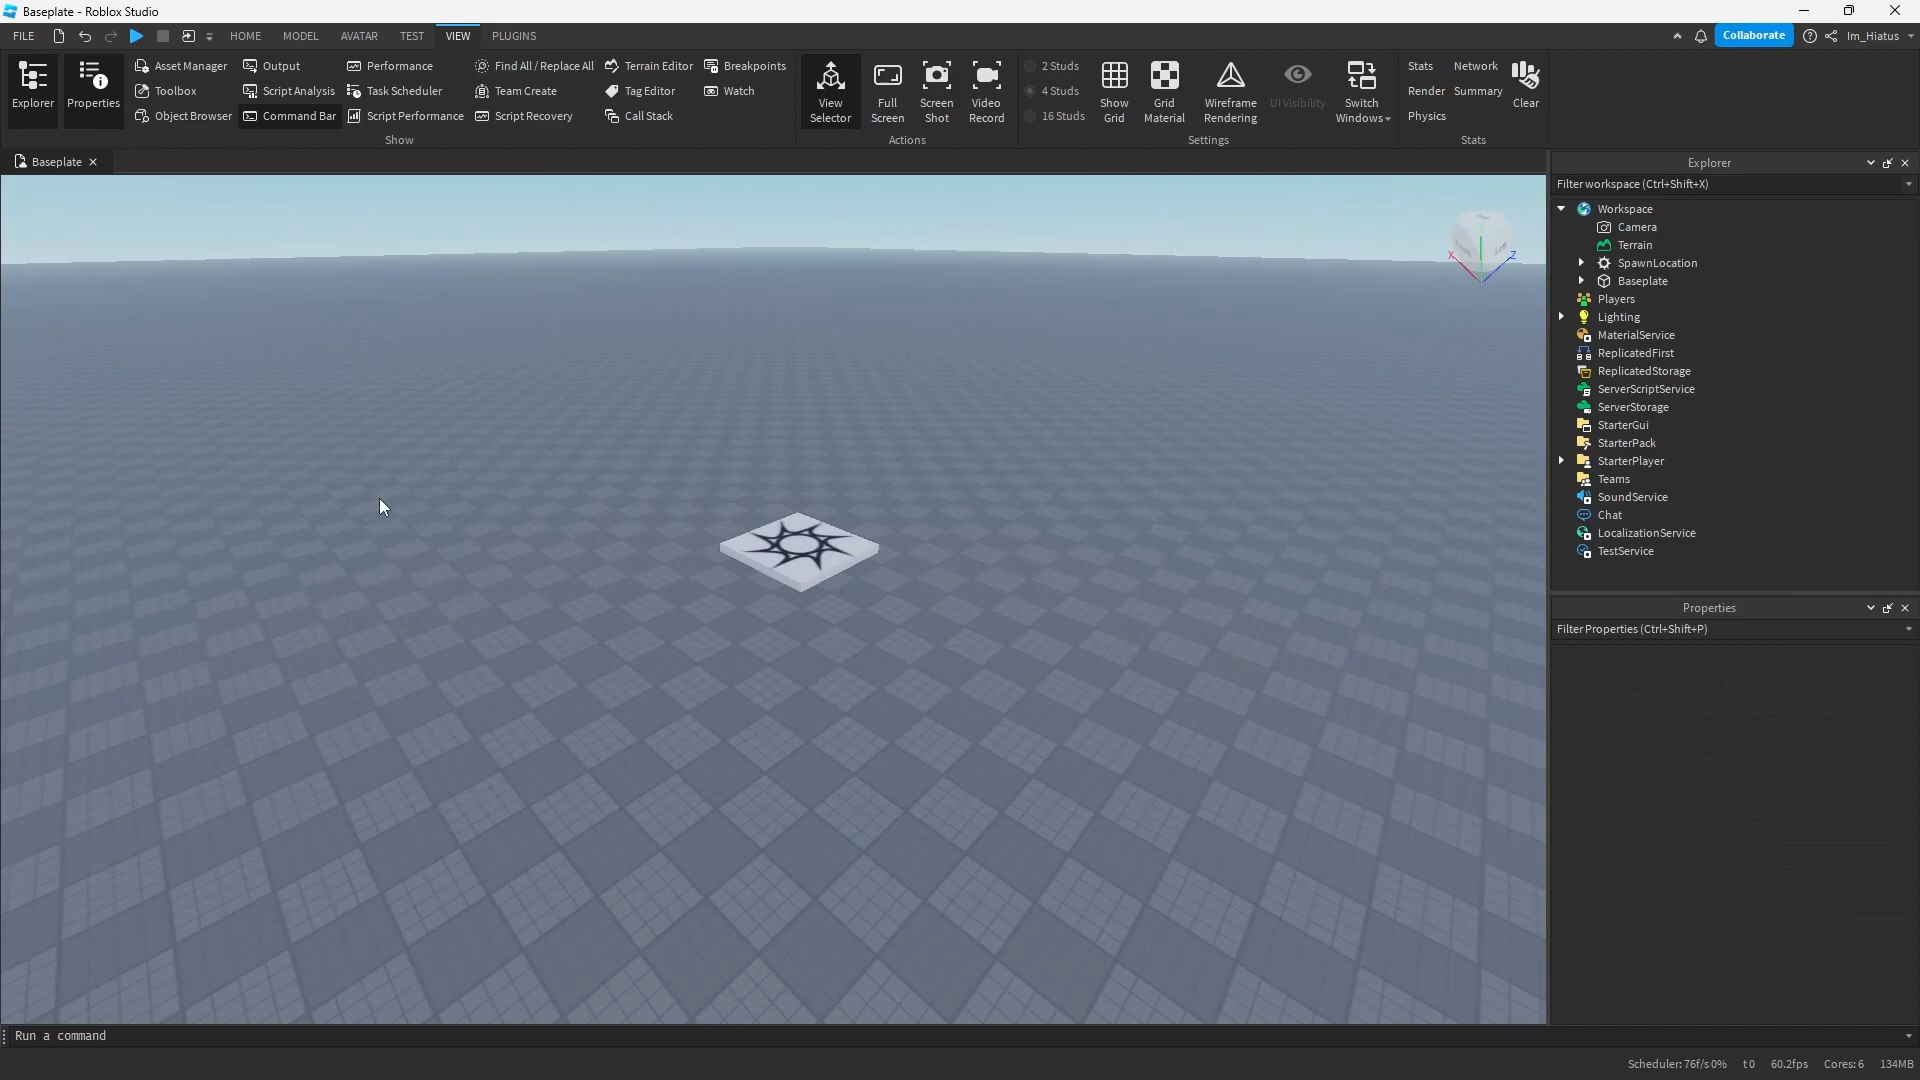 Baseplate - Roblox Studio
FILE HOME MODEL AVATAR TEST VIEW PLUGINS Collaborate Im_Hiatus
Explorer
Properties
Asset Manager
Toolbox
Object Browser
Output
Script Analysis
Command Bar
Performance
Task Scheduler
Script Performance
Find All / Replace All
Team Create
Script Recovery
Terrain Editor
Tag Editor
Call Stack
Breakpoints
Watch
Show
View
Selector
Full
Screen
Screen
Shot
Video
Record
Actions
2 Studs
4 Studs
16 Studs
Show
Grid
Grid
Material
Wireframe
Rendering
UI Visibility
Switch
Windows
Settings
Stats
Render
Physics
Network
Summary
Clear
Stats
Baseplate
X
Z
Explorer
Filter workspace (Ctrl+Shift+X)
Workspace
Camera
Terrain
SpawnLocation
Baseplate
Players
Lighting
MaterialService
ReplicatedFirst
ReplicatedStorage
ServerScriptService
ServerStorage
StarterGui
StarterPack
StarterPlayer
Teams
SoundService
Chat
LocalizationService
TestService
Properties
Filter Properties (Ctrl+Shift+P)
Run a command
Scheduler: 76f/s 0% t0 60.2fps Cores: 6 134MB